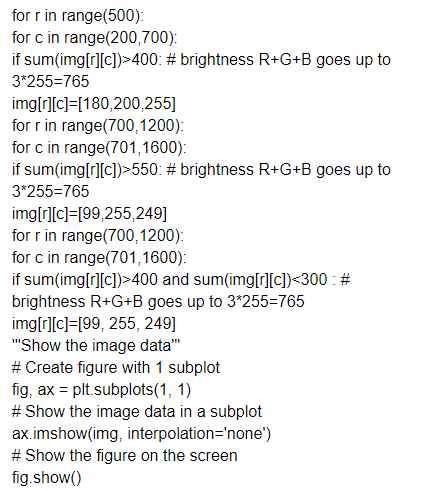 for r in range(500):
for c in range(200,700):
if sum(img[r][c])>400: # brightness R+G+B goes up to
3*255=765
img[r][c]=[180,200,255]
for r in range(700,1200):
for c in range(701,1600):
if sum(img[r][c])>550: # brightness R+G+B goes up to
3*255=765
img[r][c]=[99,255,249]
for r in range(700,1200):
for c in range(701,1600):
if sum(img[r][c])>400 and sum(img[r][c])<300 : #
brightness R+G+B goes up to 3*255=765
img[r][c]=[99, 255, 249]
'''Show the image data'''
# Create figure with 1 subplot
fig, ax = plt.subplots(1, 1)
# Show the image data in a subplot
ax.imshow(img, interpolation='none')
# Show the figure on the screen
fig.show()